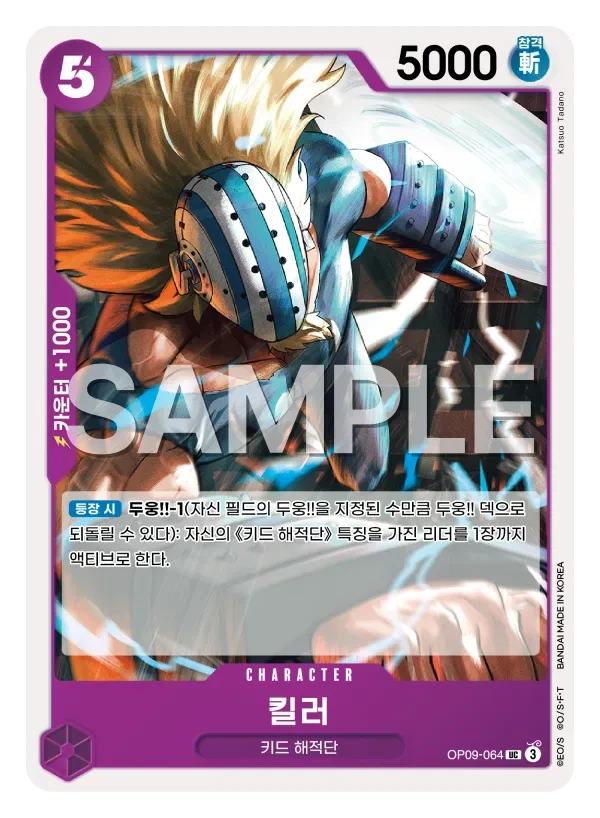 5
5000
참격
斬
Katsuo Tadano
카운터 +1000
SAMPLE
등장 시 두웅!!-1(자신 필드의 두웅!!을 지정된 수만큼 두웅!! 덱으로
되돌릴 수 있다): 자신의 《키드 해적단》 특징을 가진 리더를 1장까지
액티브로 한다.
CHARACTER
킬러
키드 해적단
OP09-064 UC 3
©EO/S ©O/S·F·T BANDAI MADE IN KOREA